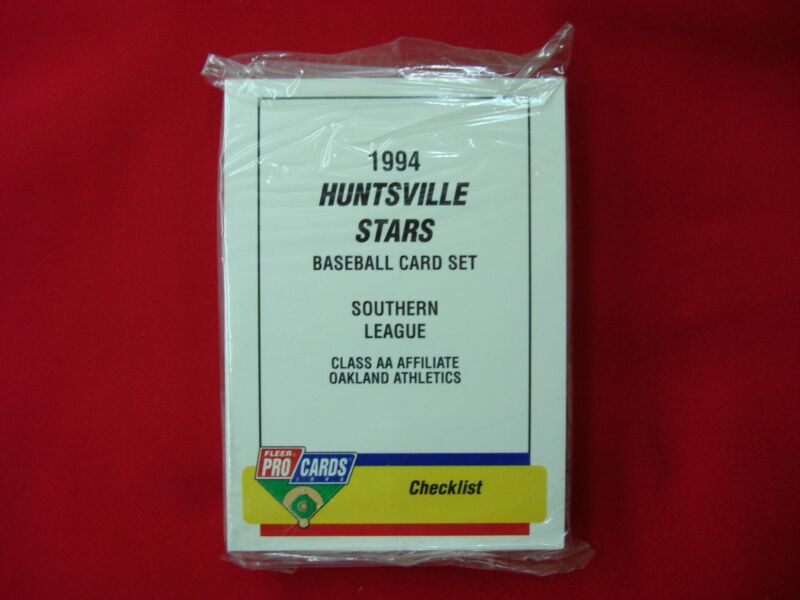 1994
HUNTSVILLE
STARS
BASEBALL CARD SET
SOUTHERN
LEAGUE
CLASS AA AFFILIATE
OAKLAND ATHLETICS
FLEER®
PRO CARDS
1994
Checklist